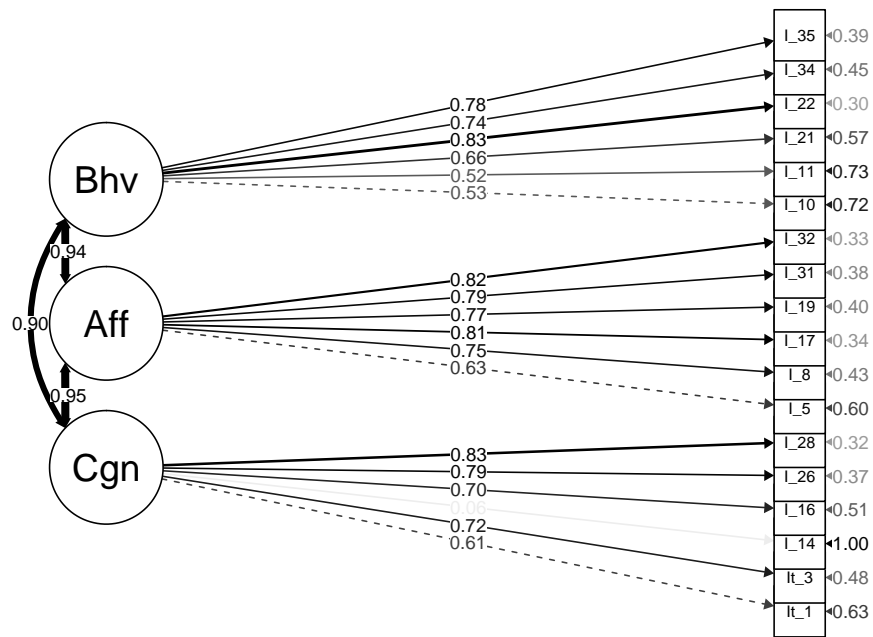 I_35 0.39
0.78
I_34 0.45
0.74
I_22 0.30
0.83
I_21 0.57
0.66
I_11 0.73
0.52
I_10 0.72
0.53
Bhv
0.94
I_32 0.33
0.82
I_31 0.38
0.79
I_19 0.40
0.77
I_17 0.34
0.81
I_8 0.43
0.75
I_5 0.60
0.63
0.90
Aff
0.95
I_28 0.32
0.83
I_26 0.37
0.79
I_16 0.51
0.70
I_14 1.00
0.06
It_3 0.48
0.72
It_1 0.63
0.61
Cgn